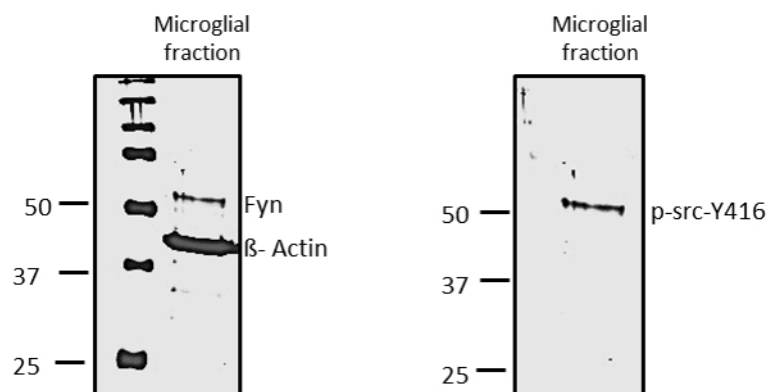 Microglial
fraction
50
37
25
Fyn
ß- Actin
Microglial
fraction
50
37
25
p-src-Y416